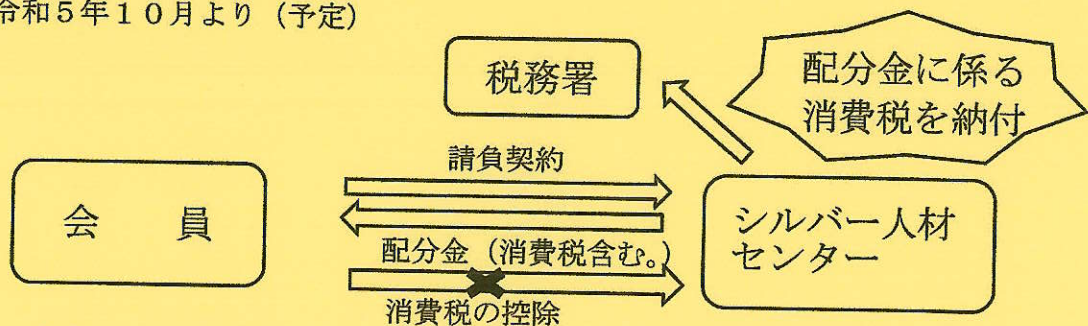 令和5年10月より（予定）
税務署
配分金に係る
消費税を納付
請負契約
会　員
シルバー人材
センター
配分金（消費税含む。）
消費税の控除